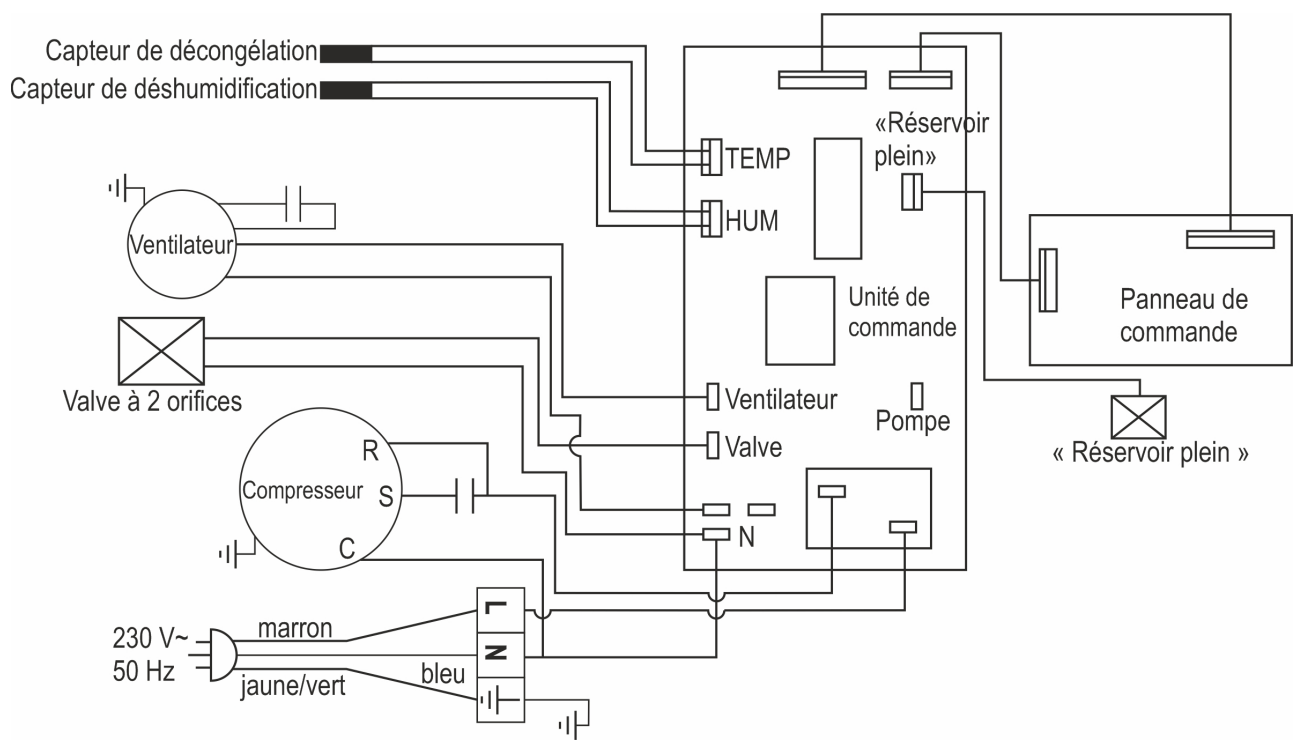 Capteur de décongélation
Capteur de déshumidification
«Réservoir
plein»
TEMP
HUM
Ventilateur
Unité de
commande
Panneau de
commande
Valve à 2 orifices
Ventilateur
Pompe
Valve
« Réservoir plein »
R
Compresseur
S
C
N
L
230 V~
50 Hz
marron
N
bleu
jaune/vert